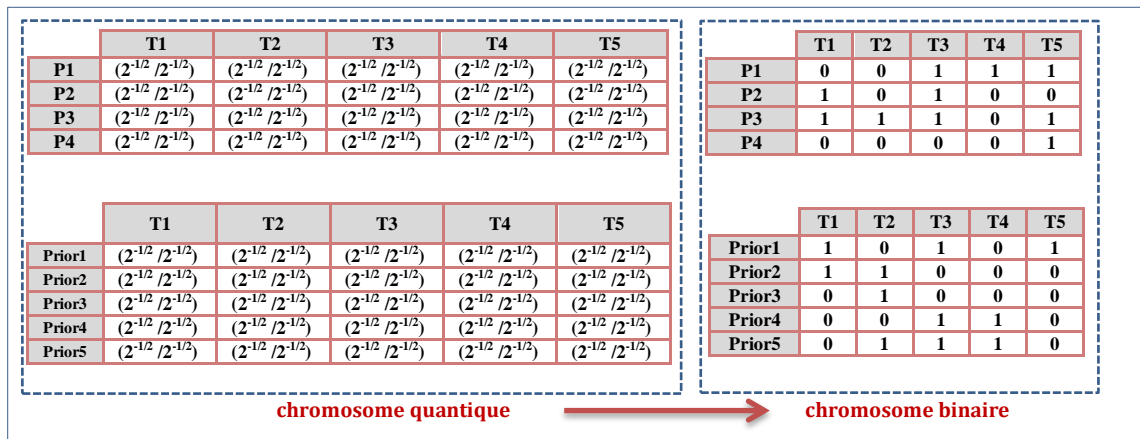 T1 T2 T3 T4 T5
P1 (2^-1/2 /2^-1/2) (2^-1/2 /2^-1/2) (2^-1/2 /2^-1/2) (2^-1/2 /2^-1/2) (2^-1/2 /2^-1/2)
P2 (2^-1/2 /2^-1/2) (2^-1/2 /2^-1/2) (2^-1/2 /2^-1/2) (2^-1/2 /2^-1/2) (2^-1/2 /2^-1/2)
P3 (2^-1/2 /2^-1/2) (2^-1/2 /2^-1/2) (2^-1/2 /2^-1/2) (2^-1/2 /2^-1/2) (2^-1/2 /2^-1/2)
P4 (2^-1/2 /2^-1/2) (2^-1/2 /2^-1/2) (2^-1/2 /2^-1/2) (2^-1/2 /2^-1/2) (2^-1/2 /2^-1/2)
T1 T2 T3 T4 T5
Prior1 (2^-1/2 /2^-1/2) (2^-1/2 /2^-1/2) (2^-1/2 /2^-1/2) (2^-1/2 /2^-1/2) (2^-1/2 /2^-1/2)
Prior2 (2^-1/2 /2^-1/2) (2^-1/2 /2^-1/2) (2^-1/2 /2^-1/2) (2^-1/2 /2^-1/2) (2^-1/2 /2^-1/2)
Prior3 (2^-1/2 /2^-1/2) (2^-1/2 /2^-1/2) (2^-1/2 /2^-1/2) (2^-1/2 /2^-1/2) (2^-1/2 /2^-1/2)
Prior4 (2^-1/2 /2^-1/2) (2^-1/2 /2^-1/2) (2^-1/2 /2^-1/2) (2^-1/2 /2^-1/2) (2^-1/2 /2^-1/2)
Prior5 (2^-1/2 /2^-1/2) (2^-1/2 /2^-1/2) (2^-1/2 /2^-1/2) (2^-1/2 /2^-1/2) (2^-1/2 /2^-1/2)
chromosome quantique
T1 T2 T3 T4 T5
P1 0 0 1 1 1
P2 1 0 1 0 0
P3 1 1 1 0 1
P4 0 0 0 0 1
T1 T2 T3 T4 T5
Prior1 1 0 1 0 1
Prior2 1 1 0 0 0
Prior3 0 1 0 0 0
Prior4 0 0 1 1 0
Prior5 0 1 1 1 0
chromosome binaire